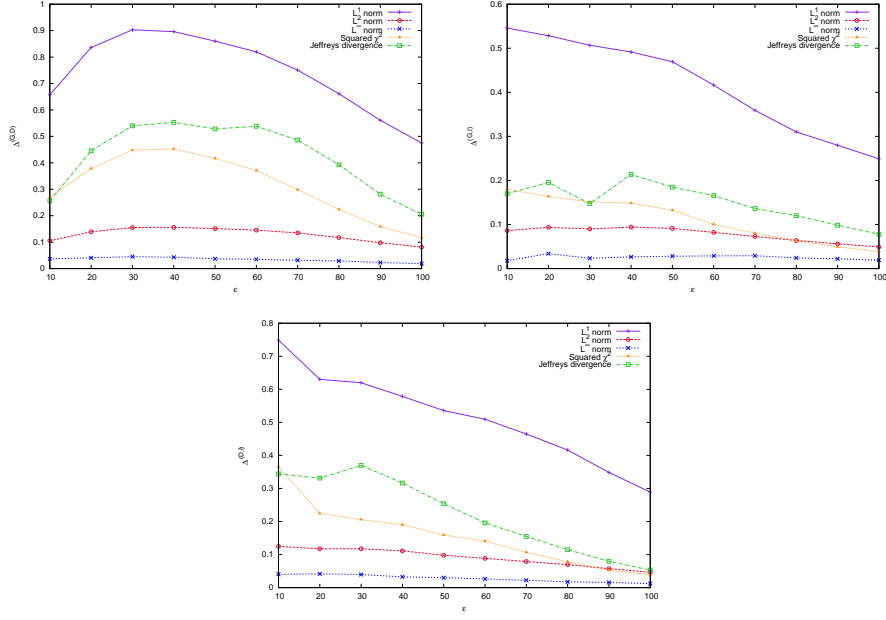 1
0.9
0.8
0.7
0.6
0.5
0.4
0.3
0.2
0.1
0
10 20 30 40 50 60 70 80 90 100
ε
Δ(G,D)
L1 norm
L2 norm
L∞ norm
Squared χ2
Jeffreys divergence
0.6
0.5
0.4
0.3
0.2
0.1
0
10 20 30 40 50 60 70 80 90 100
ε
Δ(G,I)
L1 norm
L2 norm
L∞ norm
Squared χ2
Jeffreys divergence
0.8
0.7
0.6
0.5
0.4
0.3
0.2
0.1
0
10 20 30 40 50 60 70 80 90 100
ε
Δ(D,I)
L1 norm
L2 norm
L∞ norm
Squared χ2
Jeffreys divergence